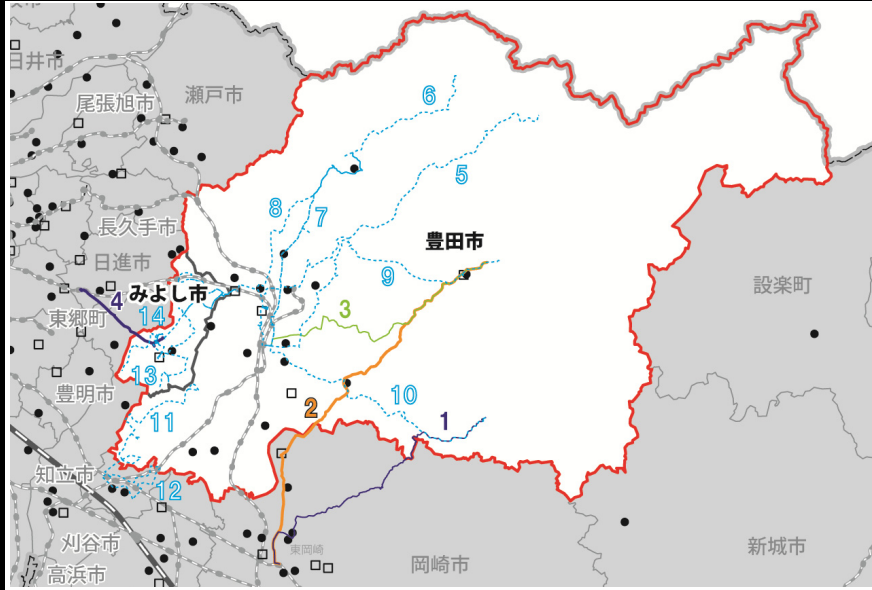 日井市
瀬戸市
尾張旭市
6
5
8
7
長久手市
豊田市
日進市
9
みよし市
設楽町
4
14
3
東郷町
13
豊明市
10
2
1
11
知立市
12
刈谷市
東岡崎
新城市
岡崎市
高浜市